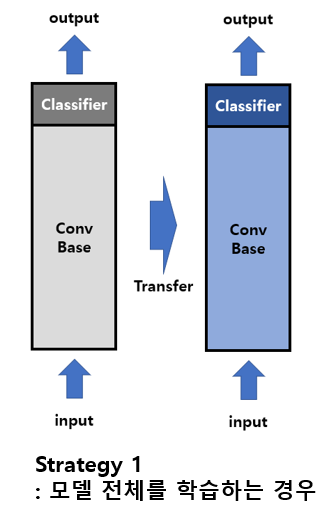 output
output
Classifier
Classifier
Conv
Base
Conv
Base
Transfer
input
input
Strategy 1
: 모델 전체를 학습하는 경우